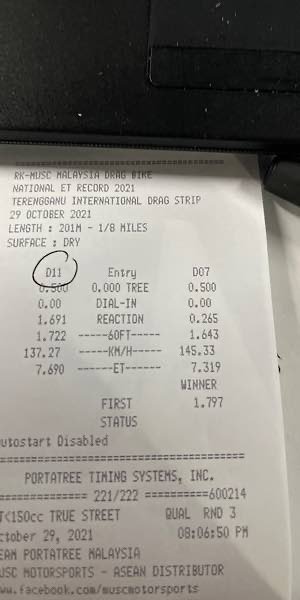 RK-MUSC MALAYSIA DRAG BIKE
NATIONAL ET RECORD 2021
TERENGGANU INTERNATIONAL DRAG STRIP
29 OCTOBER 2021
LENGTH : 201M - 1/8 MILES
SURFACE : DRY
D11 Entry D07
0.500 0.000 TREE 0.500
0.00 DIAL-IN 0.00
1.691 REACTION 0.265
1.722 -----60FT----- 1.643
137.27 -----KM/H----- 145.33
7.690 ------ET------ 7.319
WINNER
FIRST 1.797
STATUS
utostart Disabled
PORTATREE TIMING SYSTEMS, INC.
============= 221/222 ==========600214
T<150cc TRUE STREET QUAL RND 3
ctober 29, 2021 08:06:50 PM
EAM PORTATREE MALAYSIA
USC MOTORSPORTS - ASEAN DISTRIBUTOR
ww.facebook.com/muscmotorsports